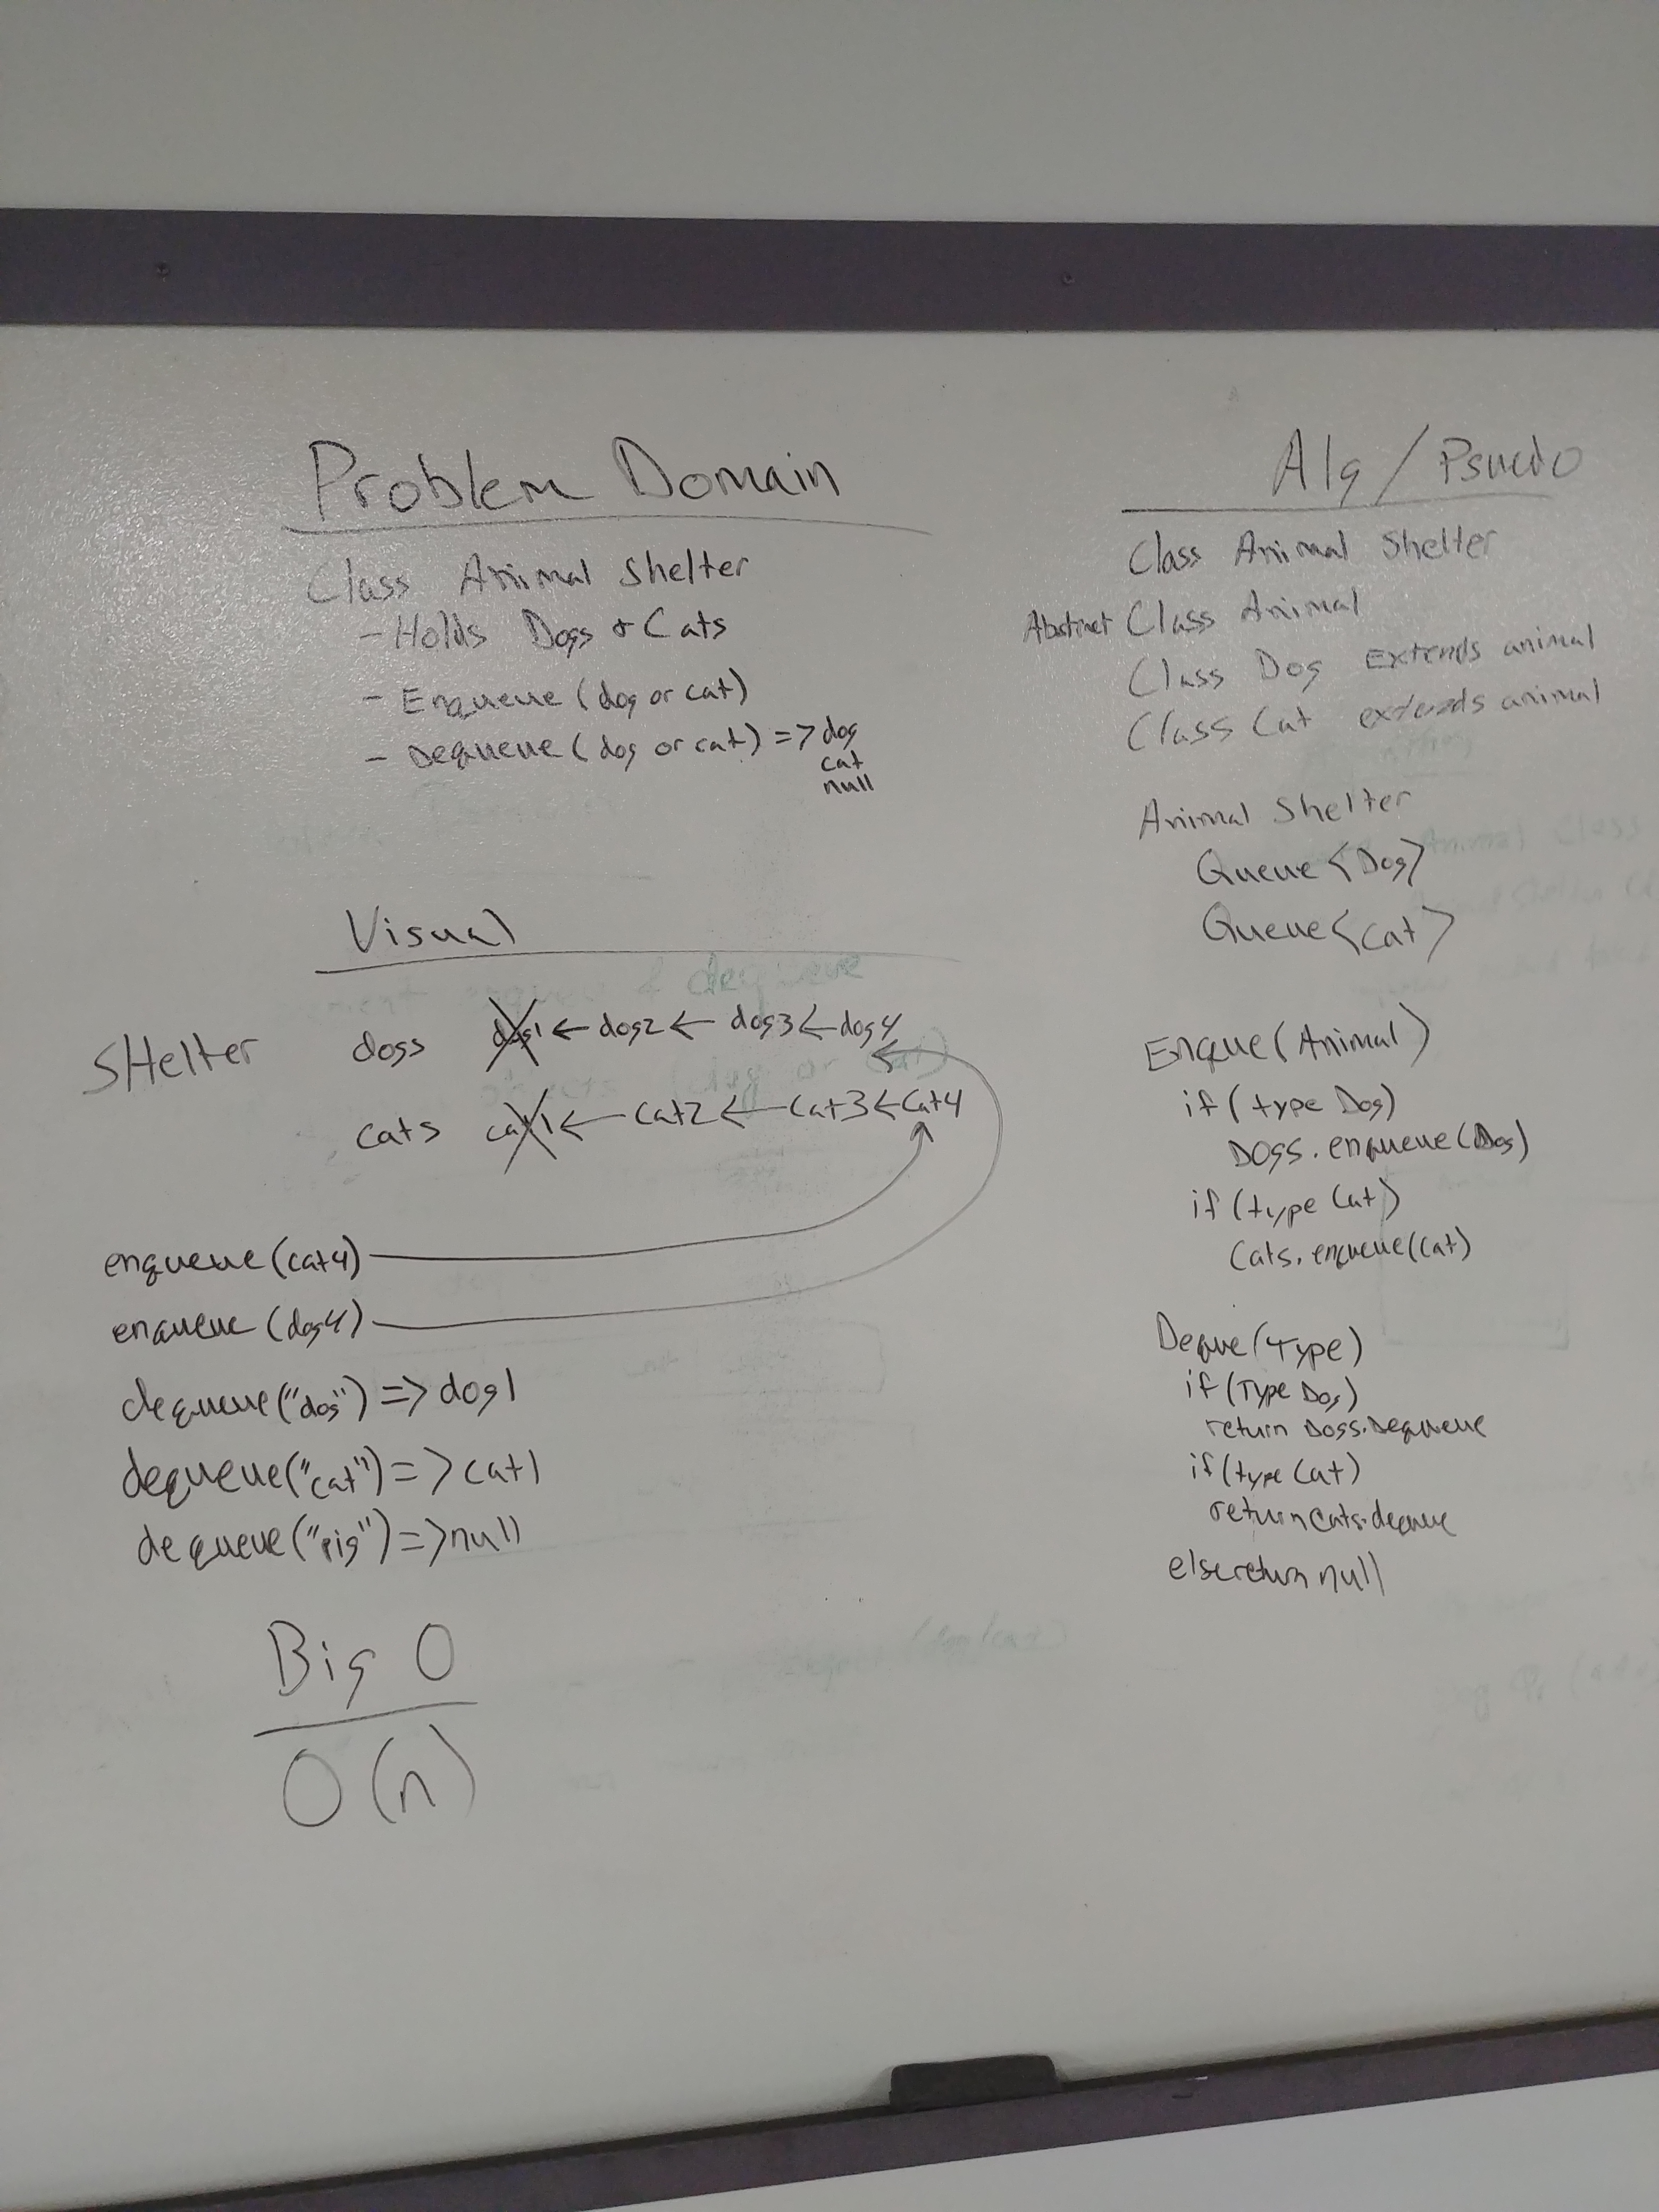 Problem Domain
Class Animal Shelter
- Holds Dogs & Cats
- Enqueue (dog or cat)
- Dequeue (dog or cat) => dog
cat
null
Visual
SHelter
dogs dog1 ← dog2 ← dog3 ← dog4
cats cat1 ← cat2 ← cat3 ← cat4
enqueue (cat4)
enqueue (dog4)
dequeue("dog") => dog1
dequeue("cat") => cat1
dequeue("pig") => null
Big O
O(n)
Alg / Psuedo
Class Animal Shelter
Abstract Class Animal
Class Dog Extends animal
Class Cat extends animal
Animal Shelter
Queue <Dog>
Queue <cat>
Enque (Animal)
if (type Dog)
Dogs.enqueue(Dog)
if (type Cat)
Cats.enqueue(cat)
Deque (Type)
if (Type Dog)
return Dogs.Dequeue
if (type Cat)
return Cats.deque
else return null